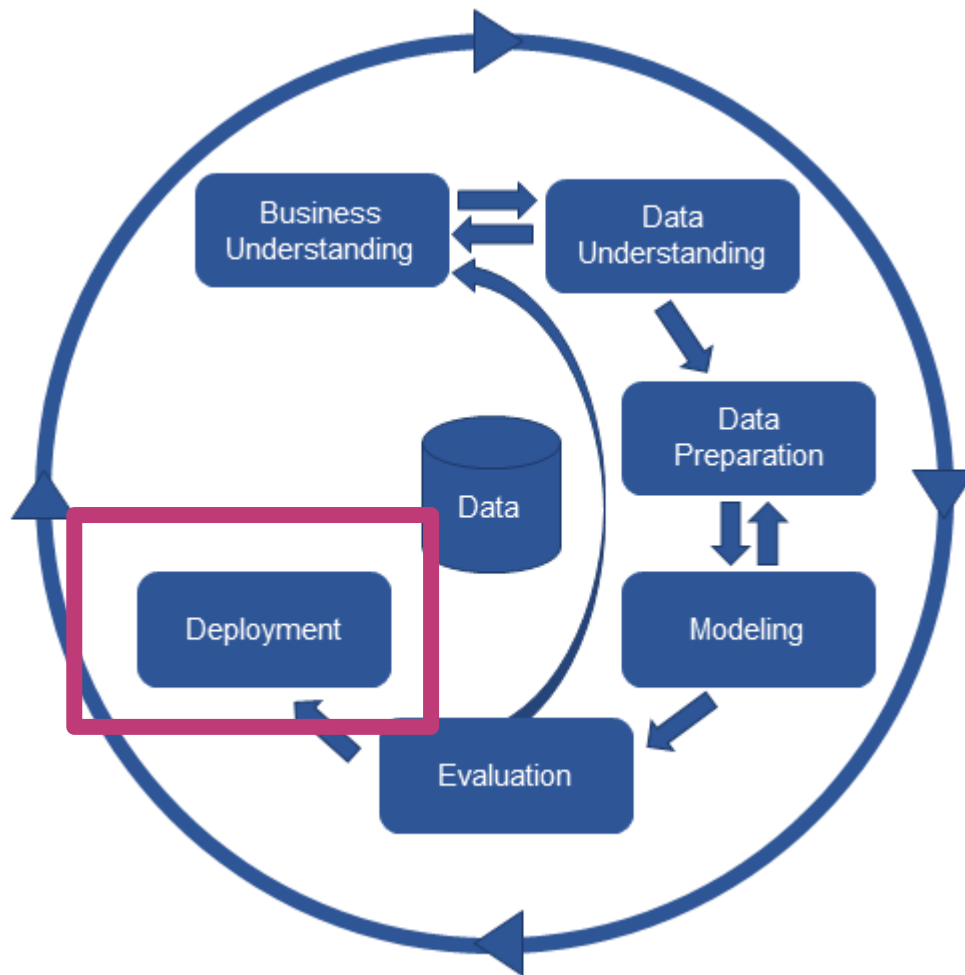 Business
Understanding
Data
Understanding
Data
Preparation
Data
Deployment
Modeling
Evaluation